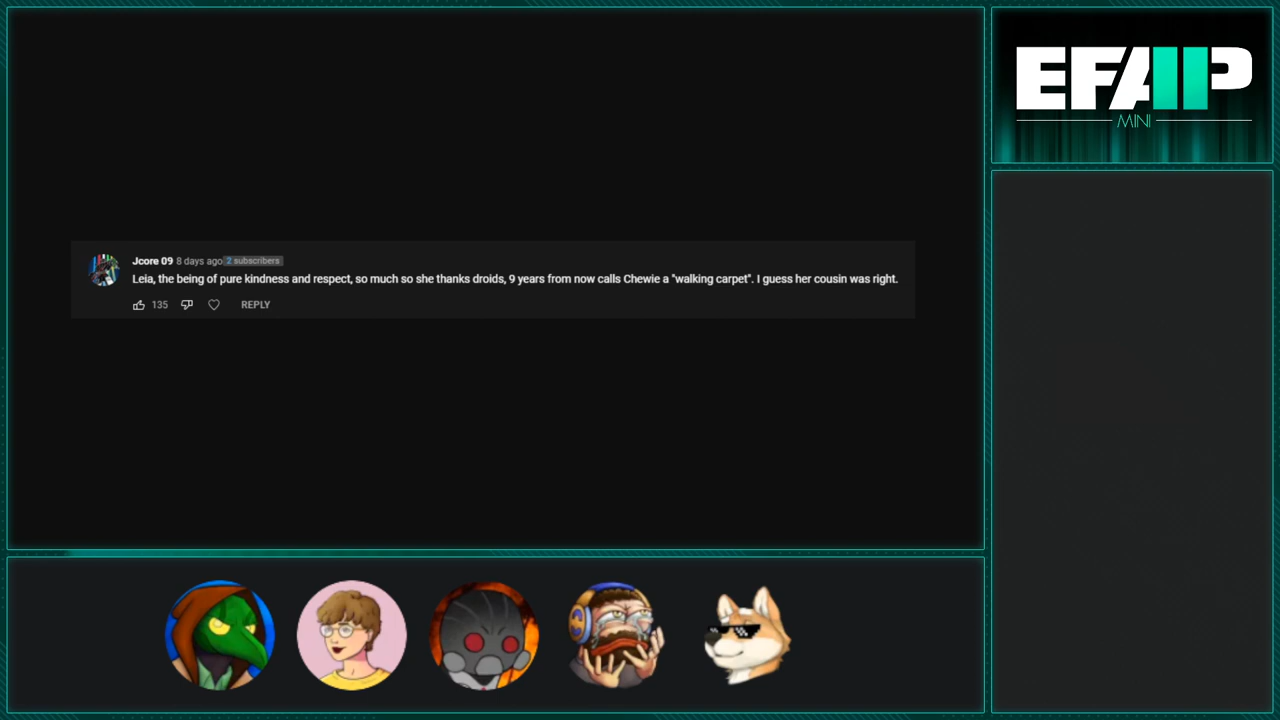 EFAP
MINI
Jcore 09 8 days ago 2 subscribers
Leia, the being of pure kindness and respect, so much so she thanks droids, 9 years from now calls Chewie a "walking carpet". I guess her cousin was right.
135 REPLY